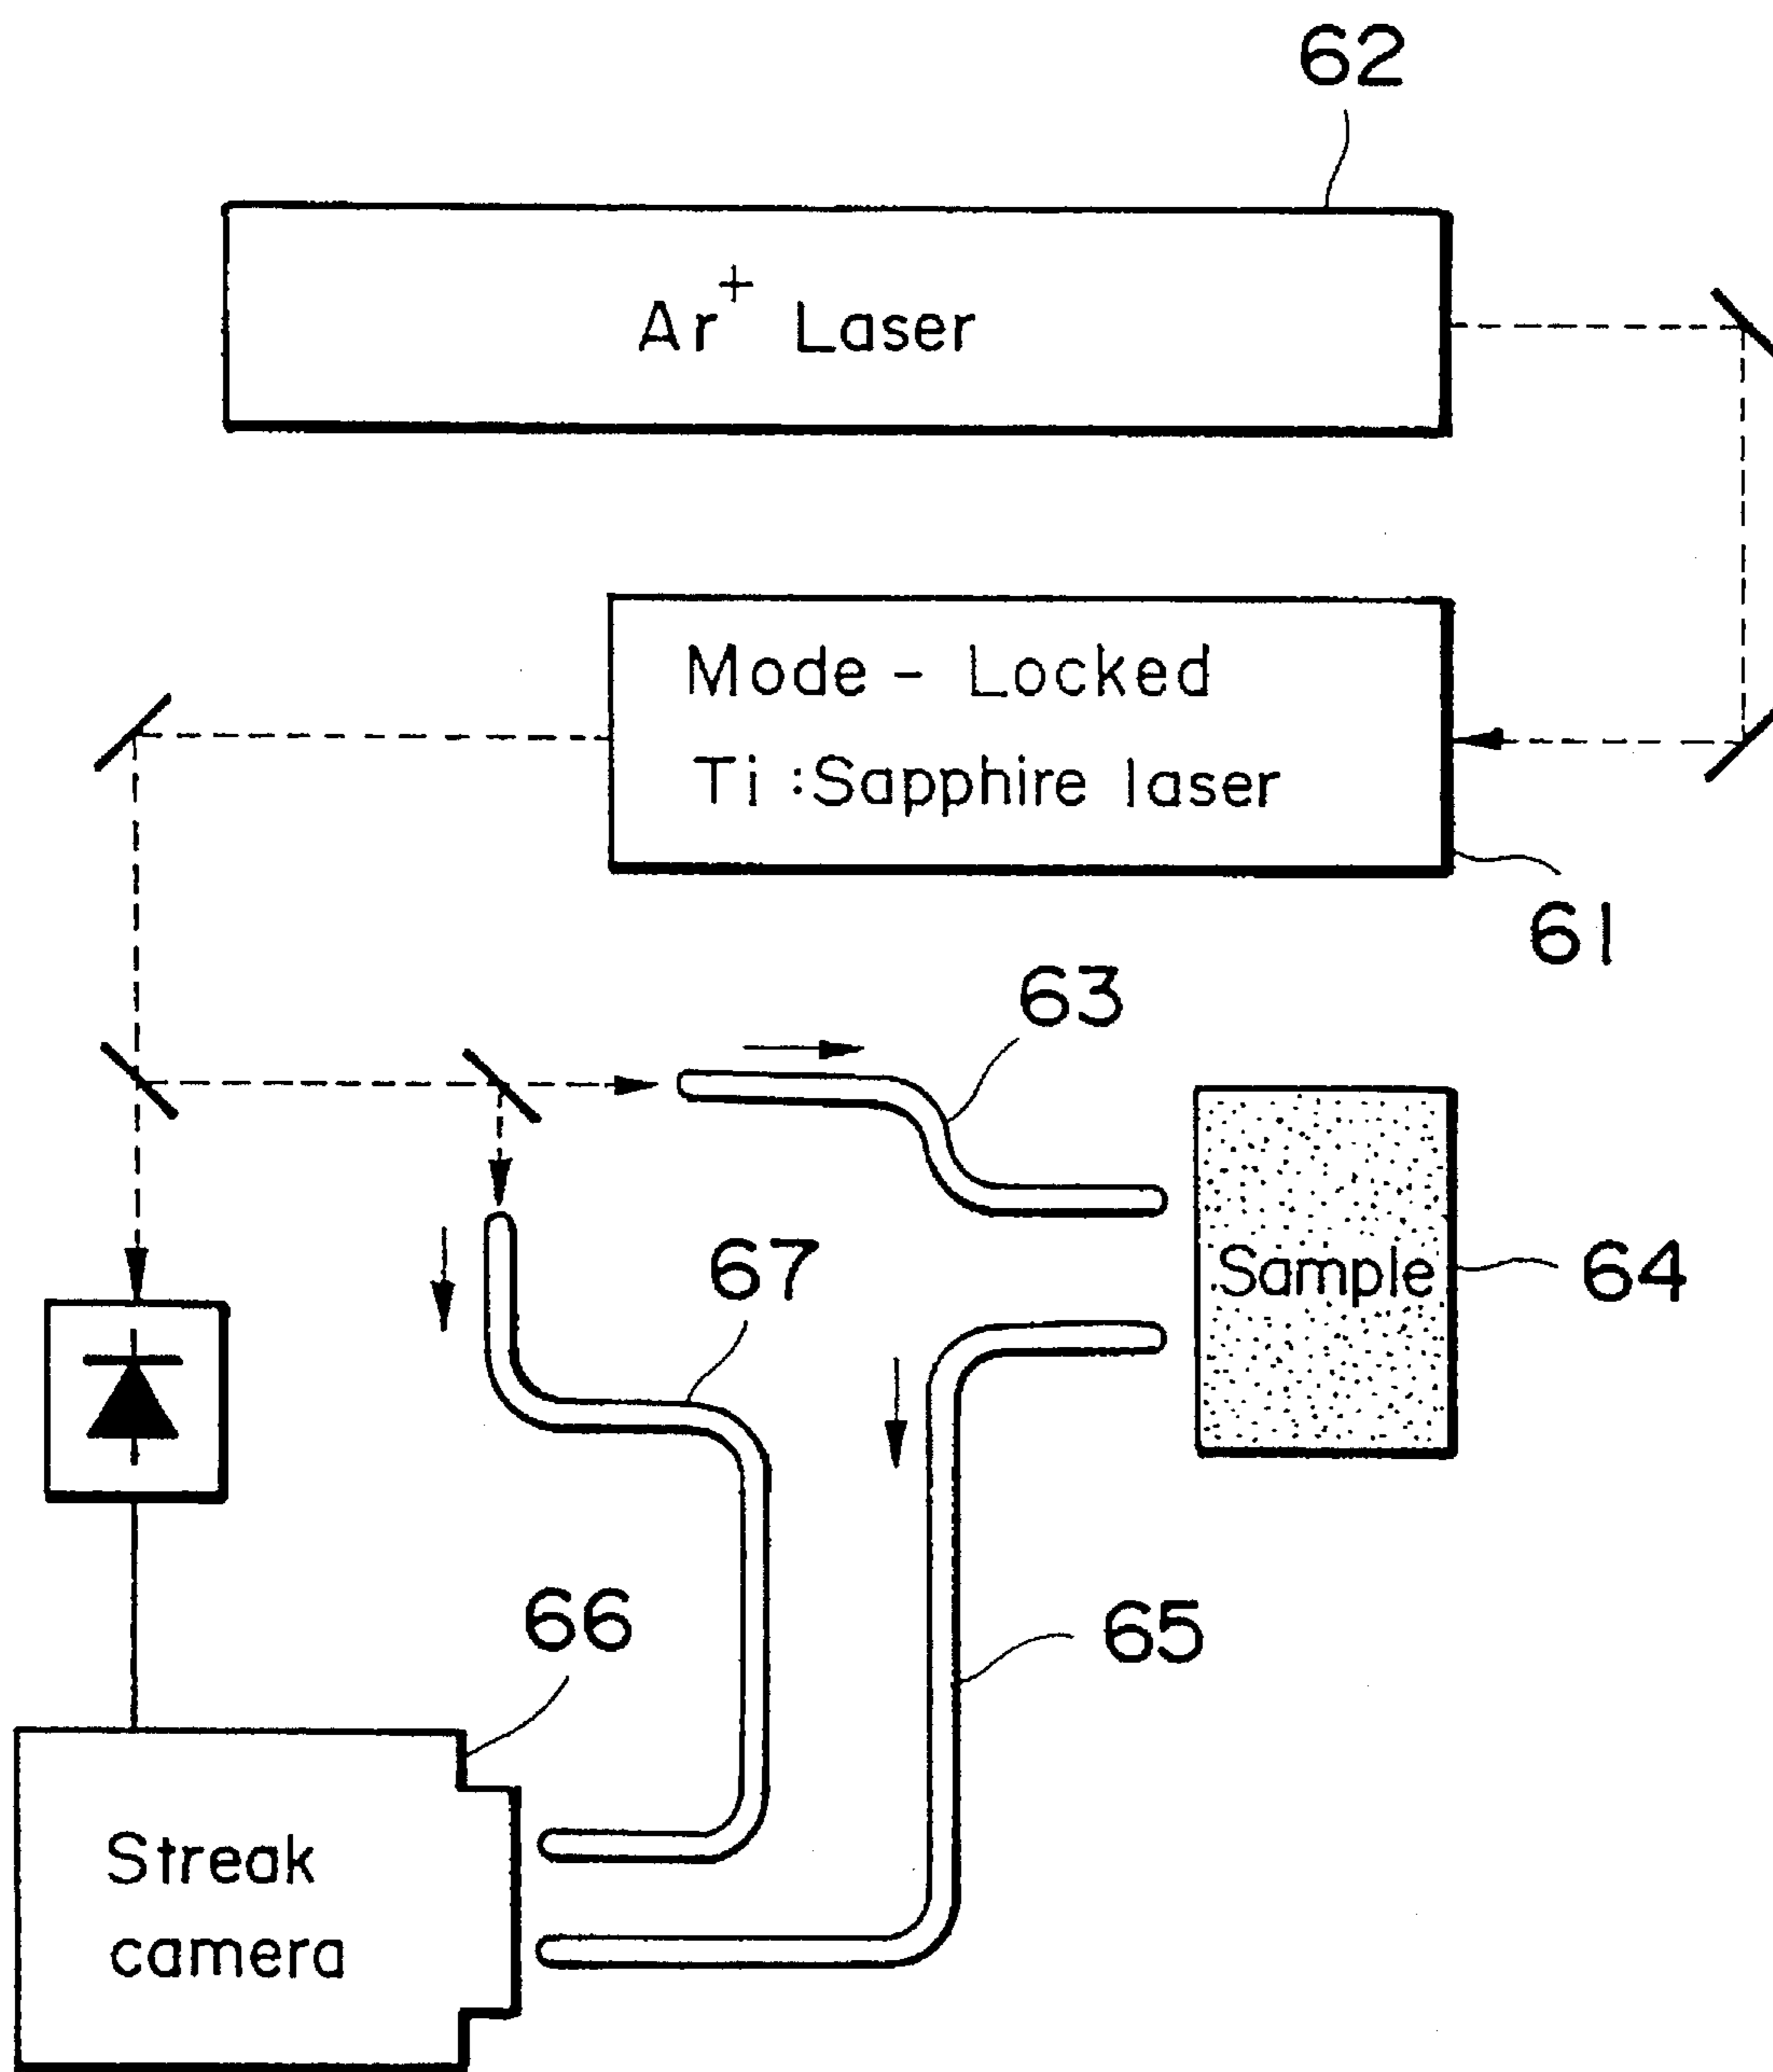 62
Ar⁺ Laser
Mode - Locked
Ti :Sapphire laser
61
63
Sample
64
67
66
65
Streak
camera